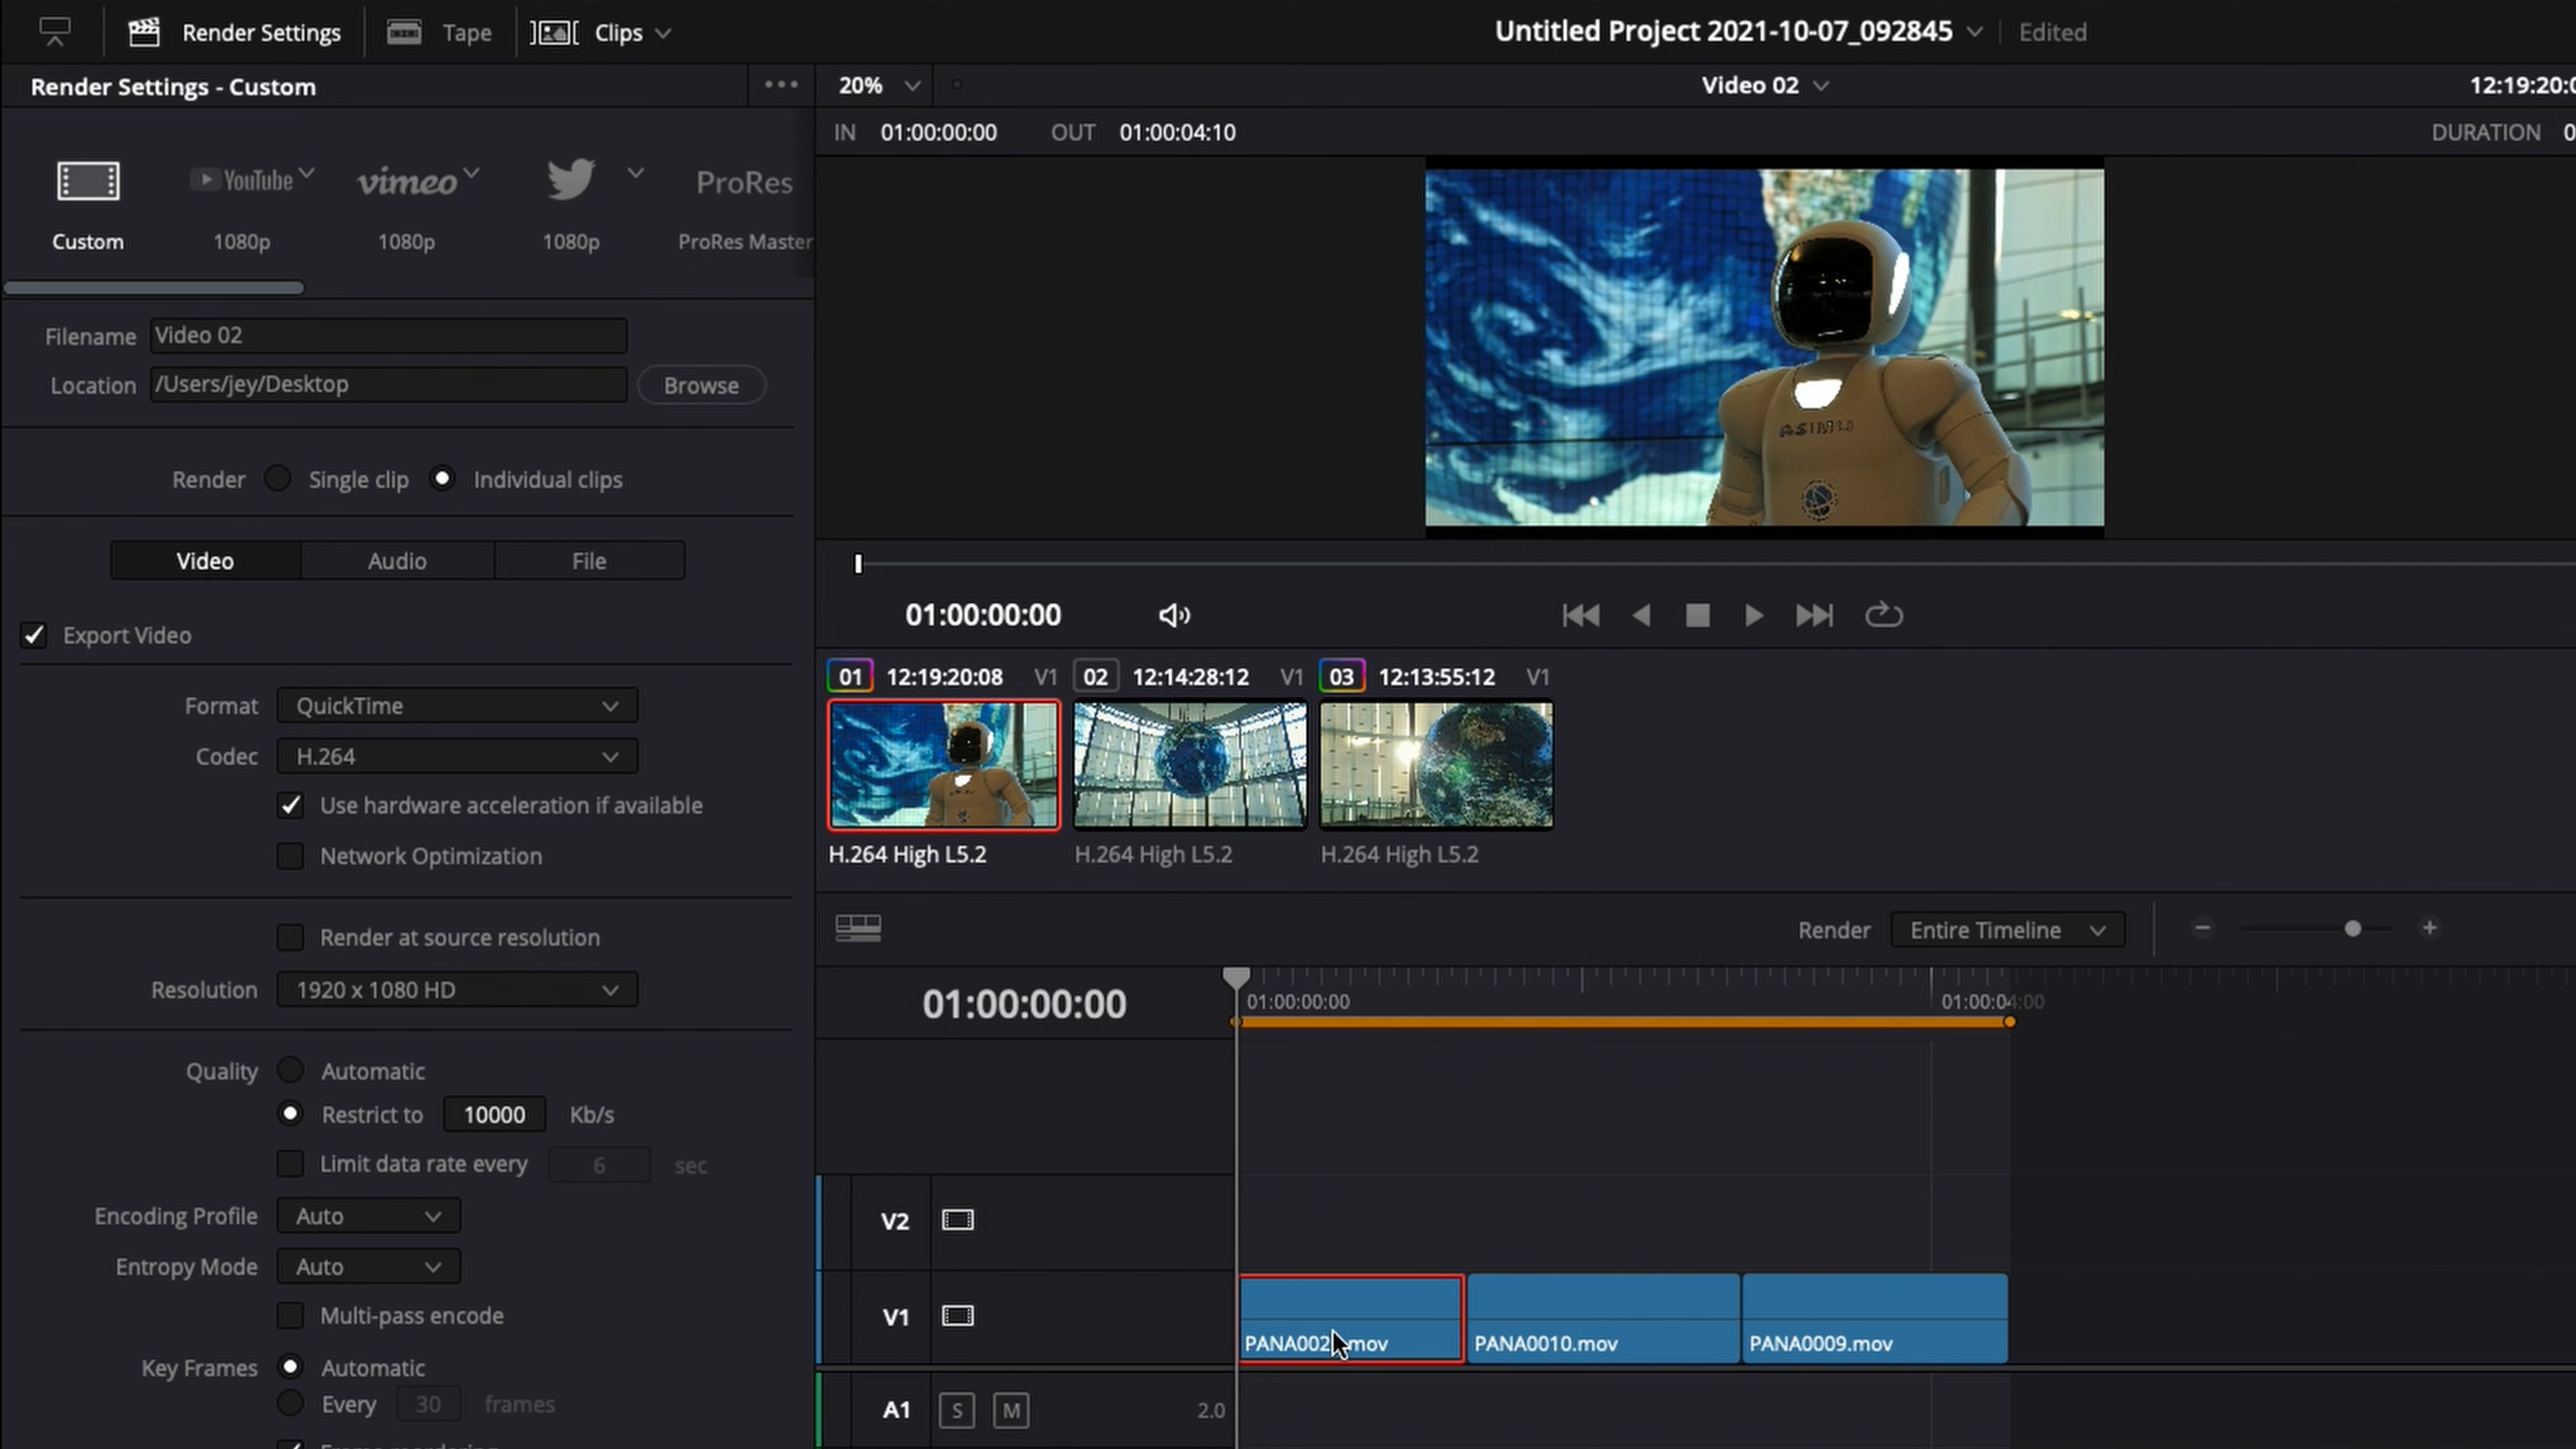 Render Settings
Tape
Clips
Untitled Project 2021-10-07_092845
Edited
Render Settings - Custom
•••
20%
Video 02
IN 01:00:00:00 OUT 01:00:04:10
DURATION
YouTube
vimeo
ProRes
Custom
1080p
1080p
1080p
ProRes Master
Filename Video 02
Location /Users/jey/Desktop Browse
Render Single clip Individual clips
Video Audio File
Export Video
Format QuickTime
Codec H.264
Use hardware acceleration if available
Network Optimization
Render at source resolution
Resolution 1920 x 1080 HD
Quality Automatic
Restrict to 10000 Kb/s
Limit data rate every 6 sec
Encoding Profile Auto
Entropy Mode Auto
Multi-pass encode
Key Frames Automatic
Every 30 frames
01:00:00:00
01 12:19:20:08 V1
02 12:14:28:12 V1
03 12:13:55:12 V1
H.264 High L5.2
H.264 High L5.2
H.264 High L5.2
Render Entire Timeline
01:00:00:00
01:00:00:00
01:00:04:00
V2
V1
PANA0010.mov
PANA0009.mov
A1 S M 2.0